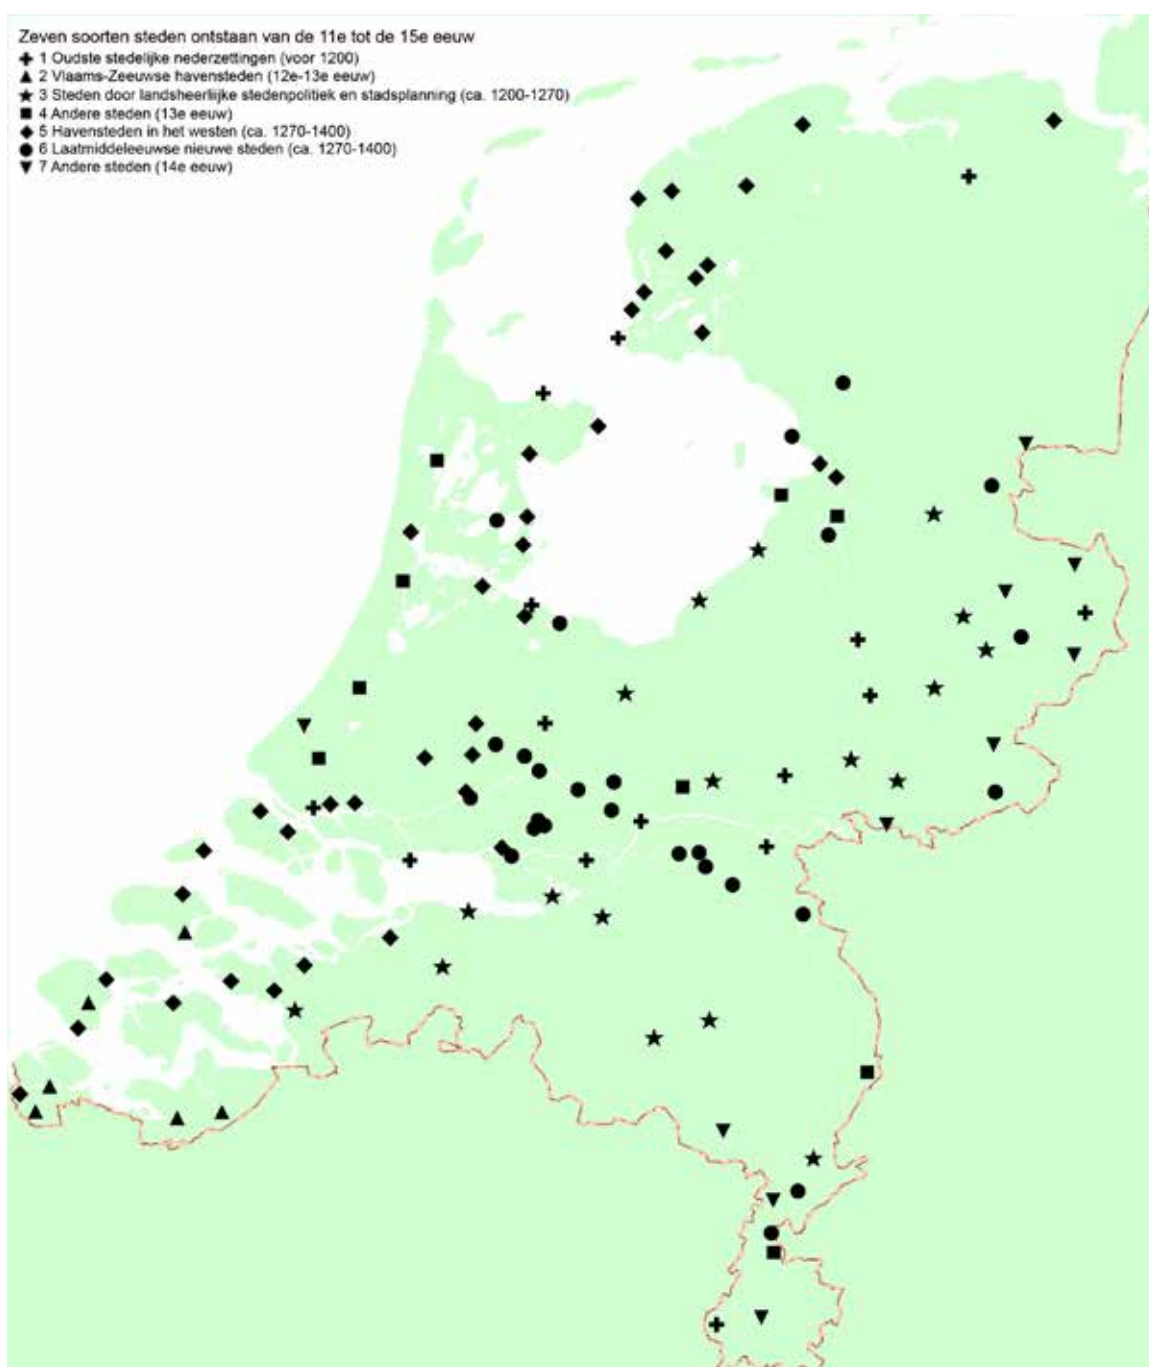 Zeven soorten steden ontstaan van de 11e tot de 15e eeuw
1 Oudste stedelijke nederzettingen (voor 1200)
2 Vlaams-Zeeuwse havensteden (12e-13e eeuw)
3 Steden door landsheerlijke stedenpolitiek en stadsplanning (ca. 1200-1270)
4 Andere steden (13e eeuw)
5 Havensteden in het westen (ca. 1270-1400)
6 Laatmiddeleeuwse nieuwe steden (ca. 1270-1400)
7 Andere steden (14e eeuw)